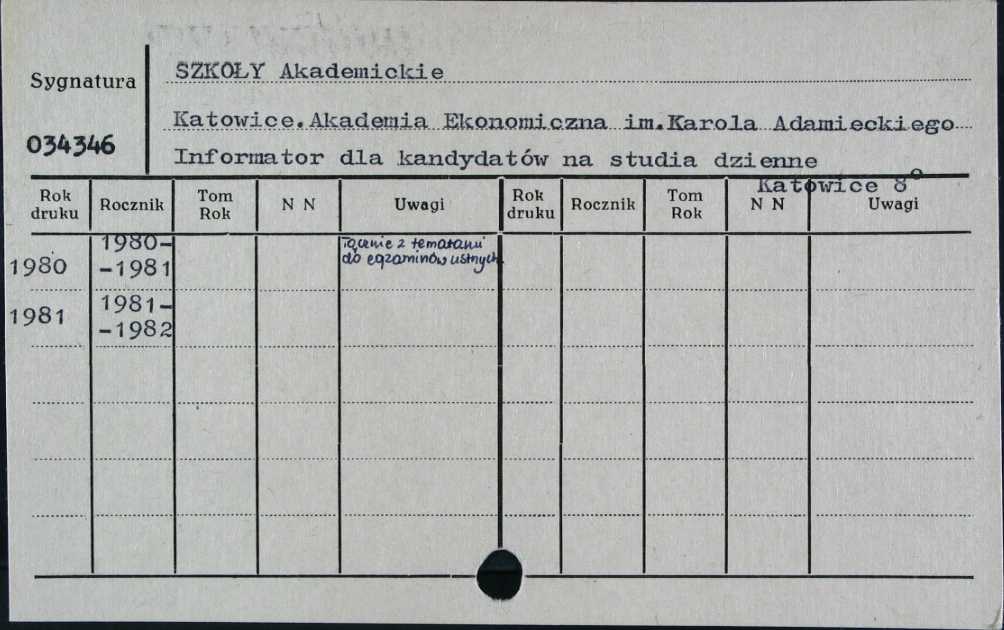 Sygnatura
SZKOŁY Akademickie
Katowice.Akademia Ekonomiczna im.Karola Adamieckiego
034346
Informator dla kandydatów na studia dzienne
Katowice 8°
Rok druku Rocznik Tom Rok N N Uwagi Rok druku Rocznik Tom Rok N N Uwagi
1980 1980-
-1981 łącznie z tematami
do egzaminów ustnych.
1981 1981-
-1982